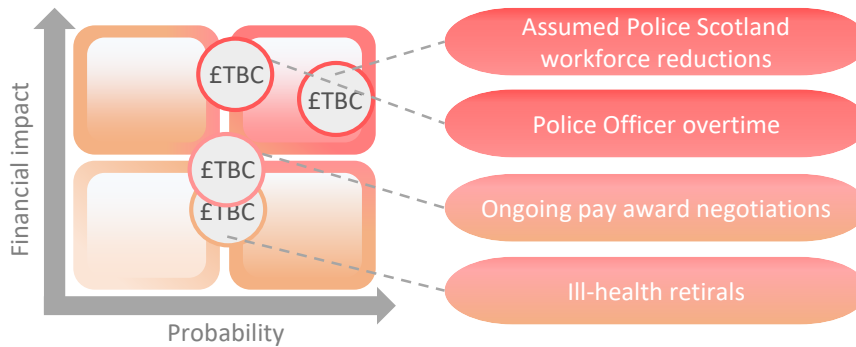 Financial impact
£TBC
£TBC
£TBC
£TBC
Probability
Assumed Police Scotland
workforce reductions
Police Officer overtime
Ongoing pay award negotiations
Ill-health retirals